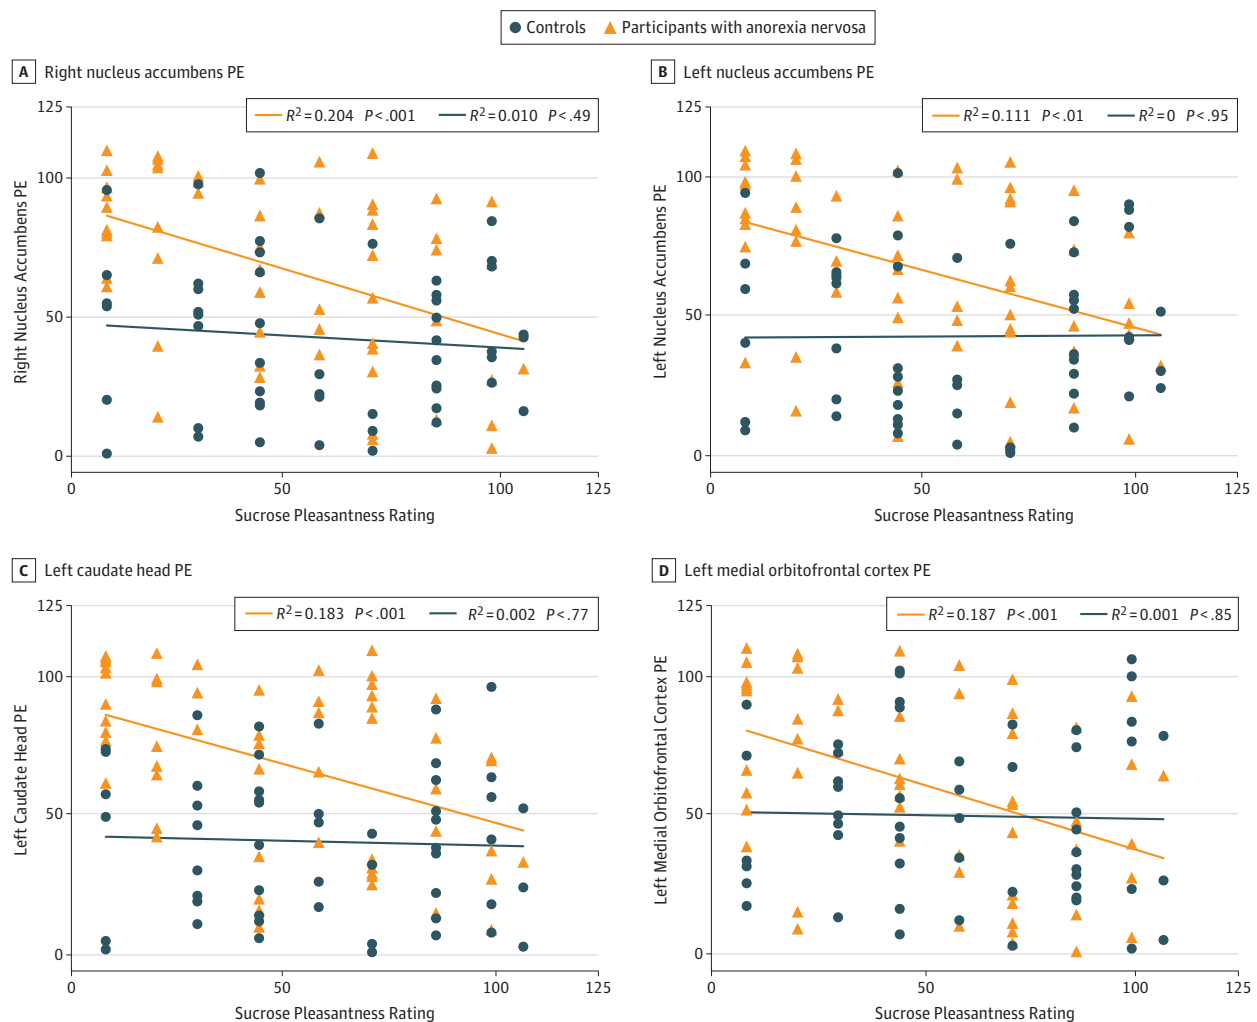 Controls Participants with anorexia nervosa
A Right nucleus accumbens PE
R²=0.204 P<.001 R²=0.010 P<.49
Right Nucleus Accumbens PE
125
100
50
0
0 50 100 125
Sucrose Pleasantness Rating
B Left nucleus accumbens PE
R²=0.111 P<.01 R²=0 P<.95
Left Nucleus Accumbens PE
125
100
50
0
0 50 100 125
Sucrose Pleasantness Rating
C Left caudate head PE
R²=0.183 P<.001 R²=0.002 P<.77
Left Caudate Head PE
125
100
50
0
0 50 100 125
Sucrose Pleasantness Rating
D Left medial orbitofrontal cortex PE
R²=0.187 P<.001 R²=0.001 P<.85
Left Medial Orbitofrontal Cortex PE
125
100
50
0
0 50 100 125
Sucrose Pleasantness Rating